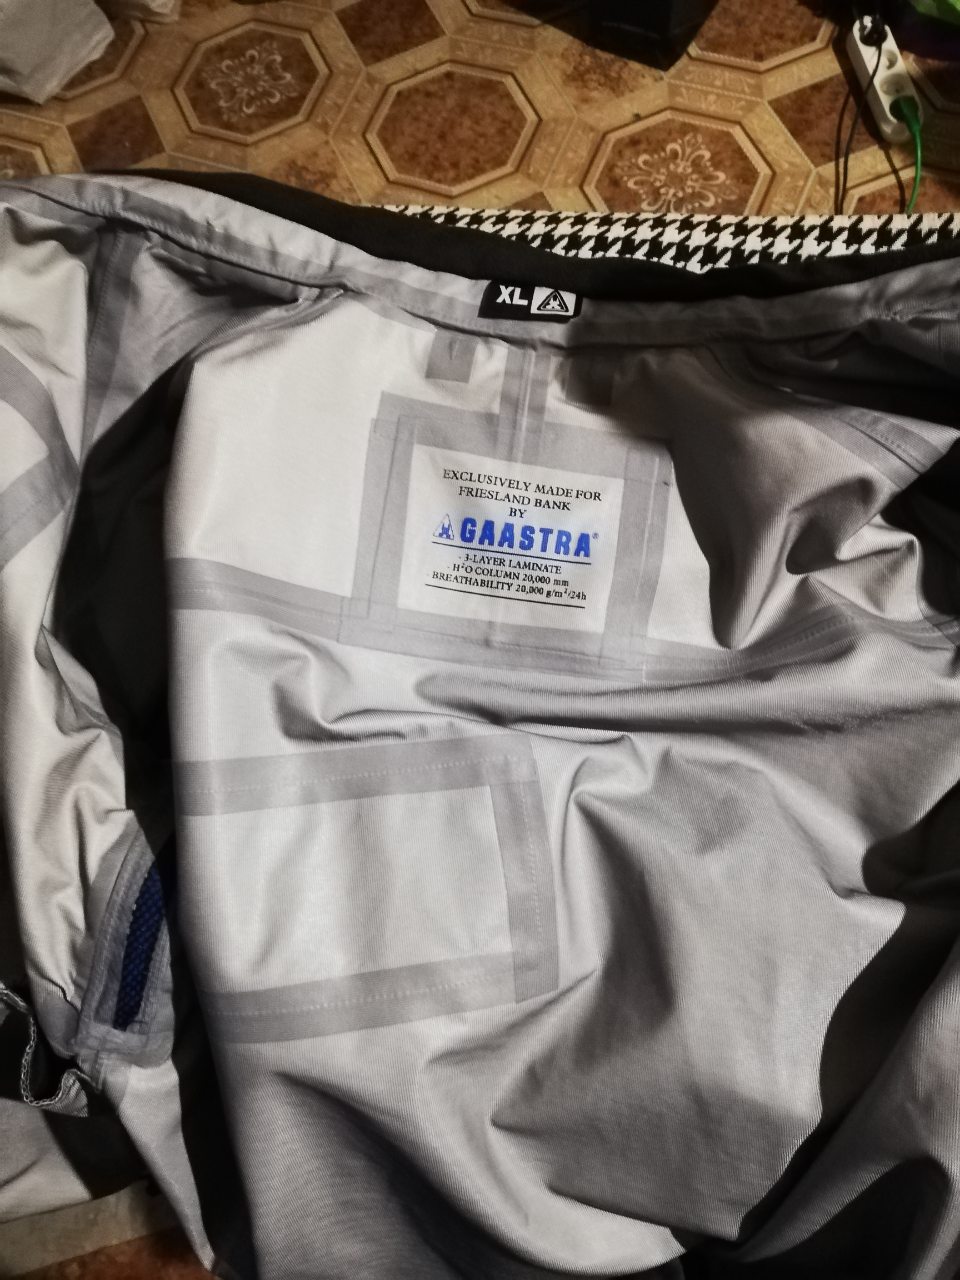 XL
EXCLUSIVELY MADE FOR
FRIESLAND BANK
BY
GAASTRA®
· 3-LAYER LAMINATE
· H²O COLUMN 20,000 mm
· BREATHABILITY 20,000 g/m²/24h